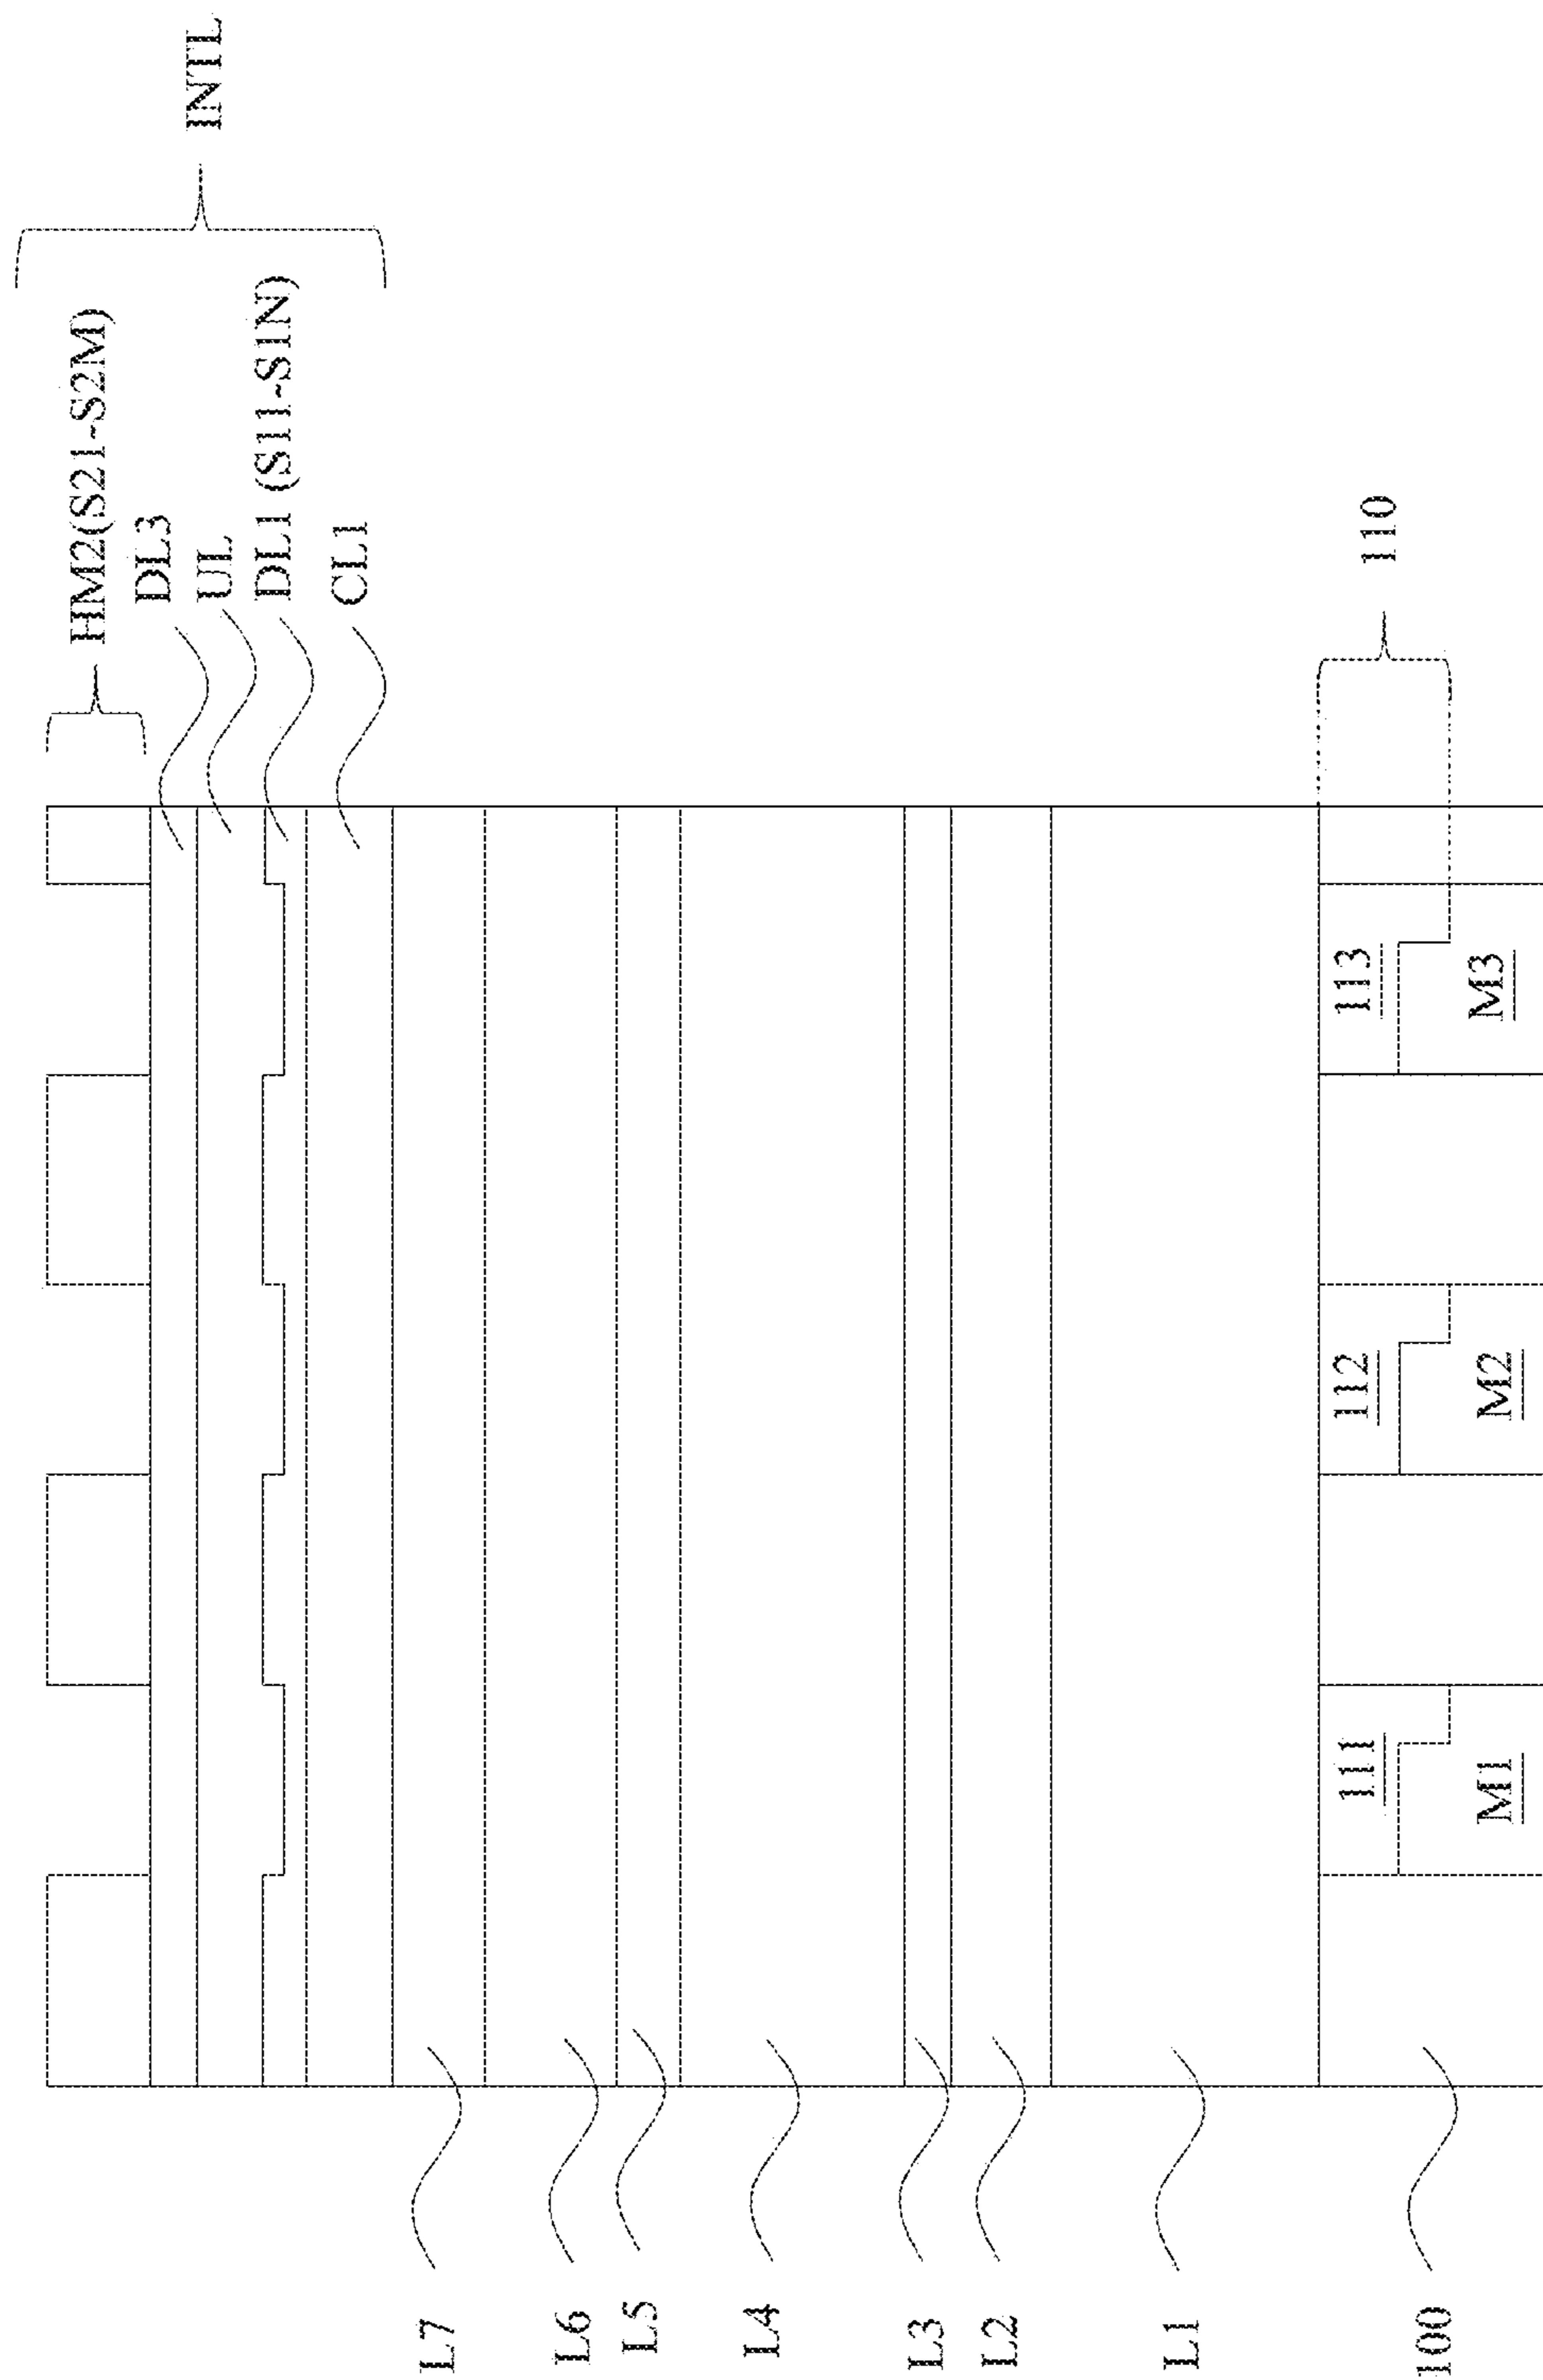 INTL
HM2(S21~S2M)
DL3
UL
DL1 (S11~S1N)
CL1
110
113
M3
112
M2
111
M1
L7
L6
L5
L4
L3
L2
L1
100